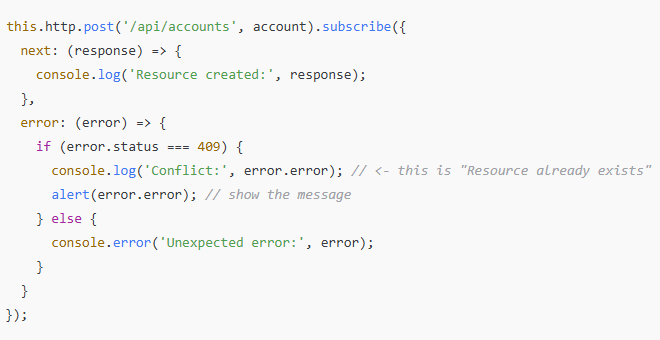 this.http.post('/api/accounts', account).subscribe({
  next: (response) => {
    console.log('Resource created:', response);
  },
  error: (error) => {
    if (error.status === 409) {
      console.log('Conflict:', error.error); // <- this is "Resource already exists"
      alert(error.error); // show the message
    } else {
      console.error('Unexpected error:', error);
    }
  }
});